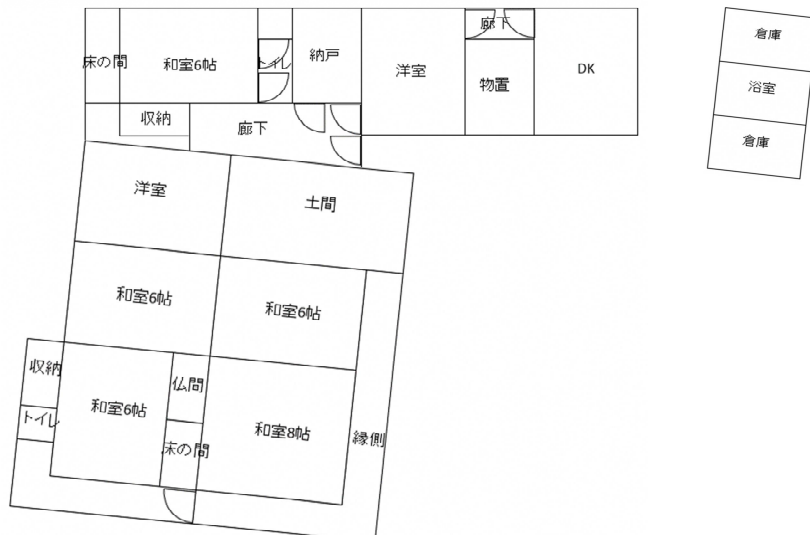 床の間
和室6帖
トイレ
納戸
洋室
廊下
物置
DK
倉庫
浴室
倉庫
収納
廊下
洋室
土間
和室6帖
和室6帖
収納
トイレ
和室6帖
仏間
床の間
和室8帖
縁側